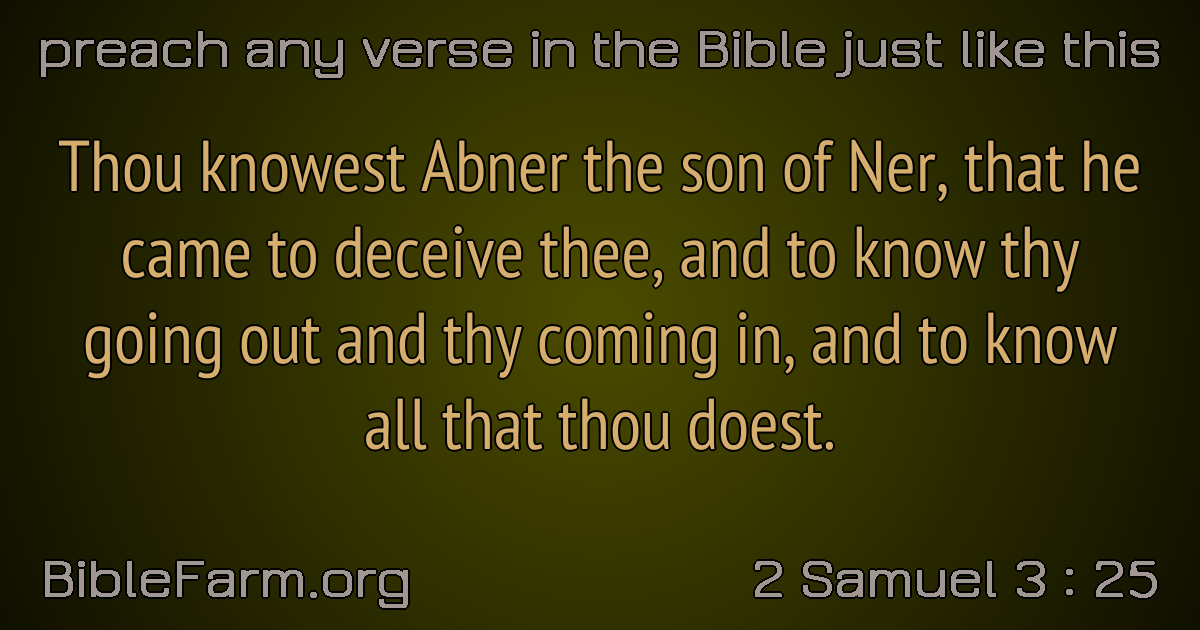 preach any verse in the Bible just like this
Thou knowest Abner the son of Ner, that he
came to deceive thee, and to know thy
going out and thy coming in, and to know
all that thou doest.
BibleFarm.org
2 Samuel 3 : 25